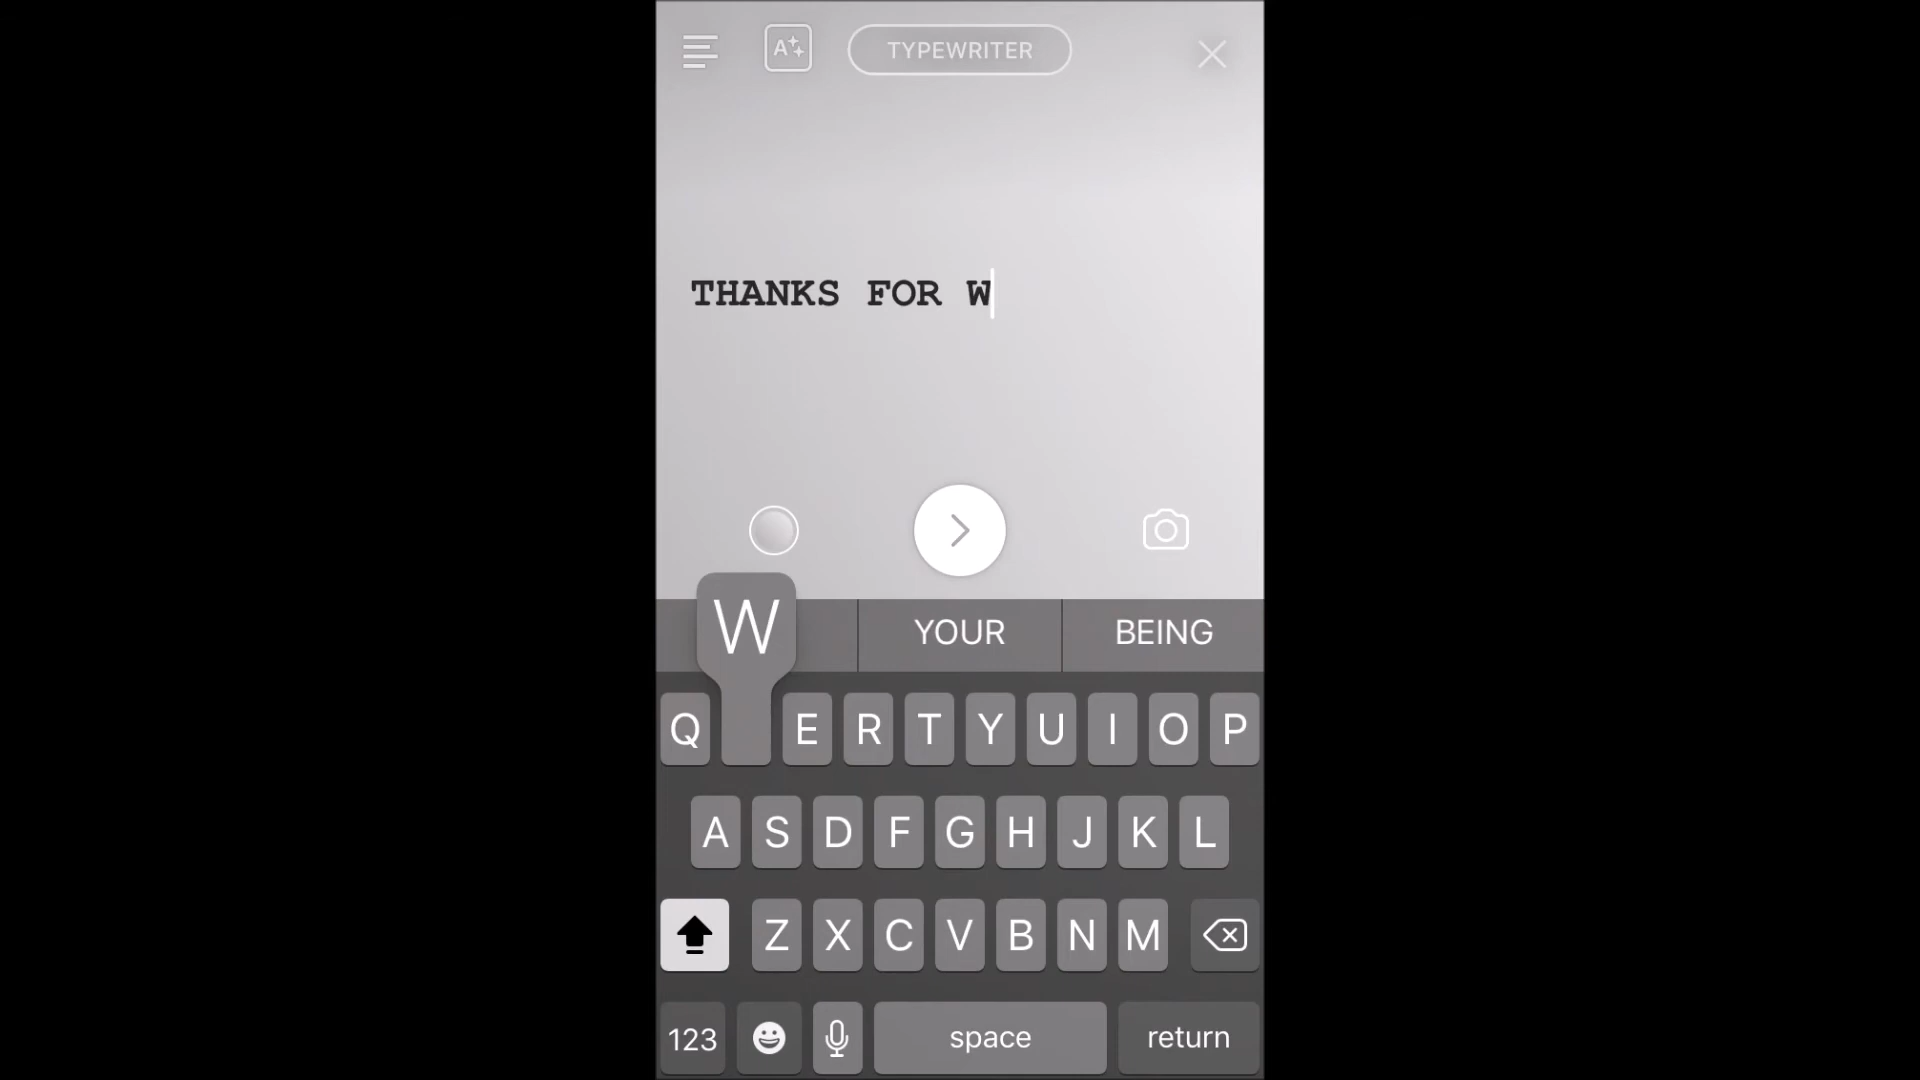 A
TYPEWRITER
THANKS FOR W
W
YOUR
BEING
Q E R T Y U I O P
A S D F G H J K L
Z X C V B N M
123 space return